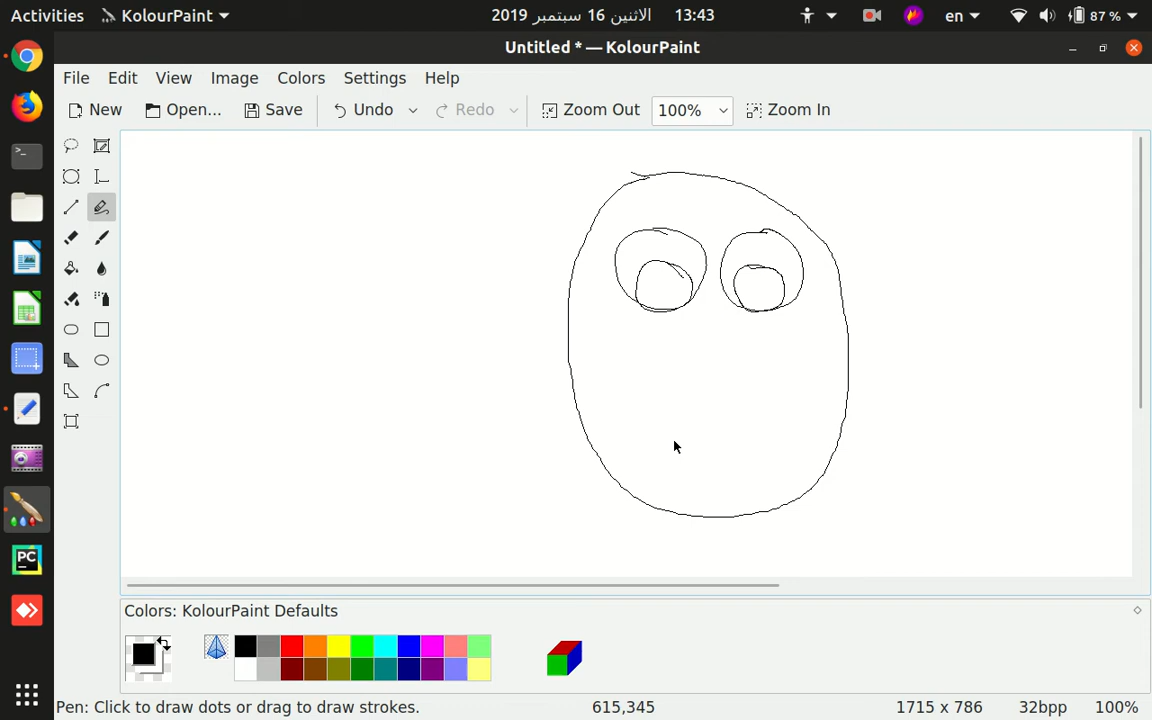 Activities KolourPaint الاثنين 16 سبتمبر 2019 13:43 en 87 %
Untitled * — KolourPaint
File Edit View Image Colors Settings Help
New Open... Save Undo Redo Zoom Out 100% Zoom In
PC
Colors: KolourPaint Defaults
Pen: Click to draw dots or drag to draw strokes. 615,345 1715 x 786 32bpp 100%